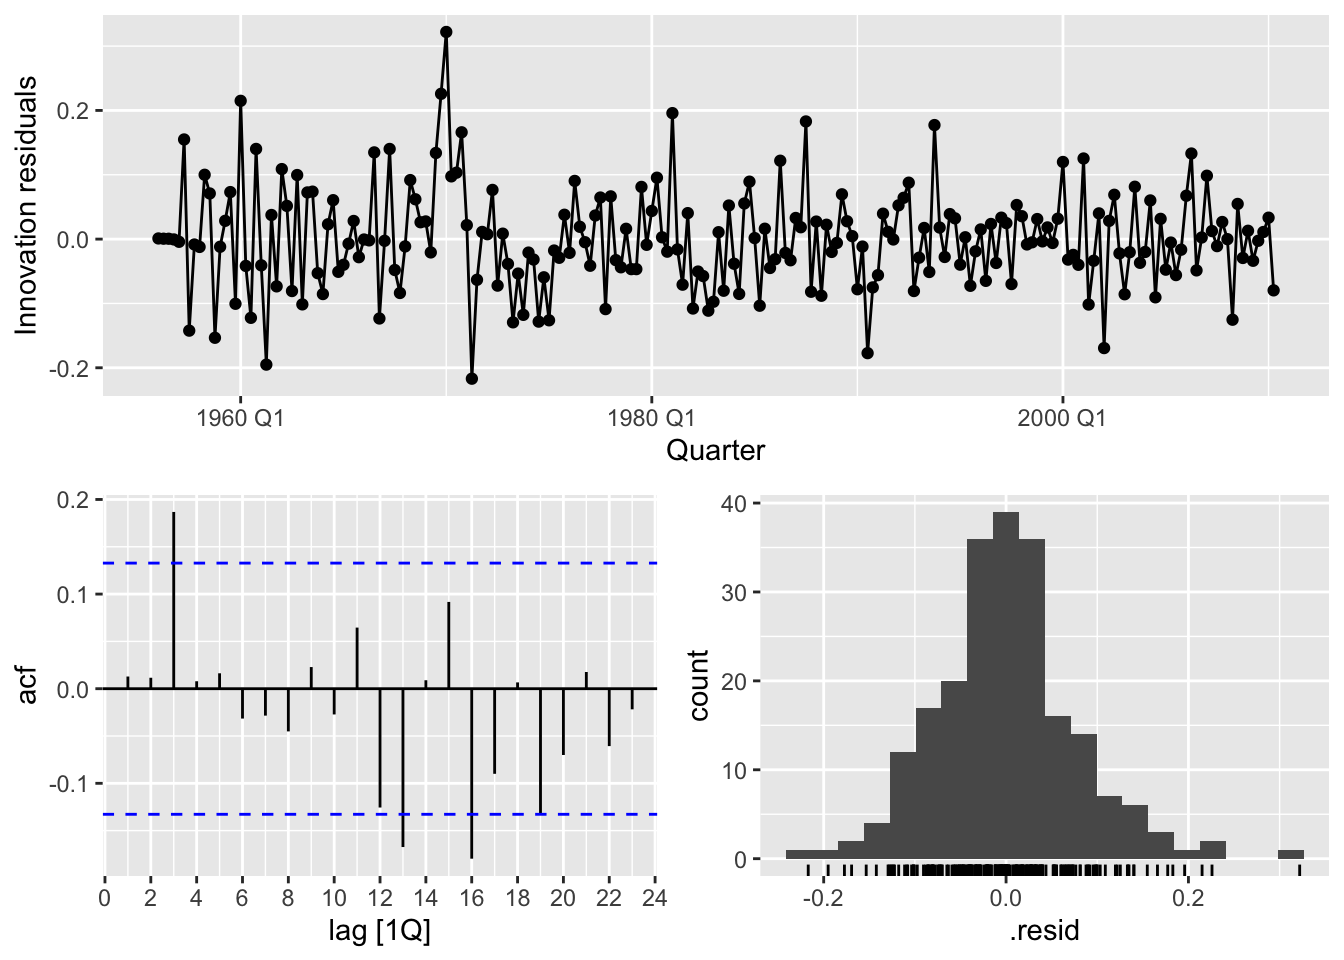 Innovation residuals
0.2
0.0
-0.2
1960 Q1
1980 Q1
2000 Q1
Quarter
acf
0.2
0.1
0.0
-0.1
0 2 4 6 8 10 12 14 16 18 20 22 24
lag [1Q]
count
40
30
20
10
0
-0.2 0.0 0.2
.resid